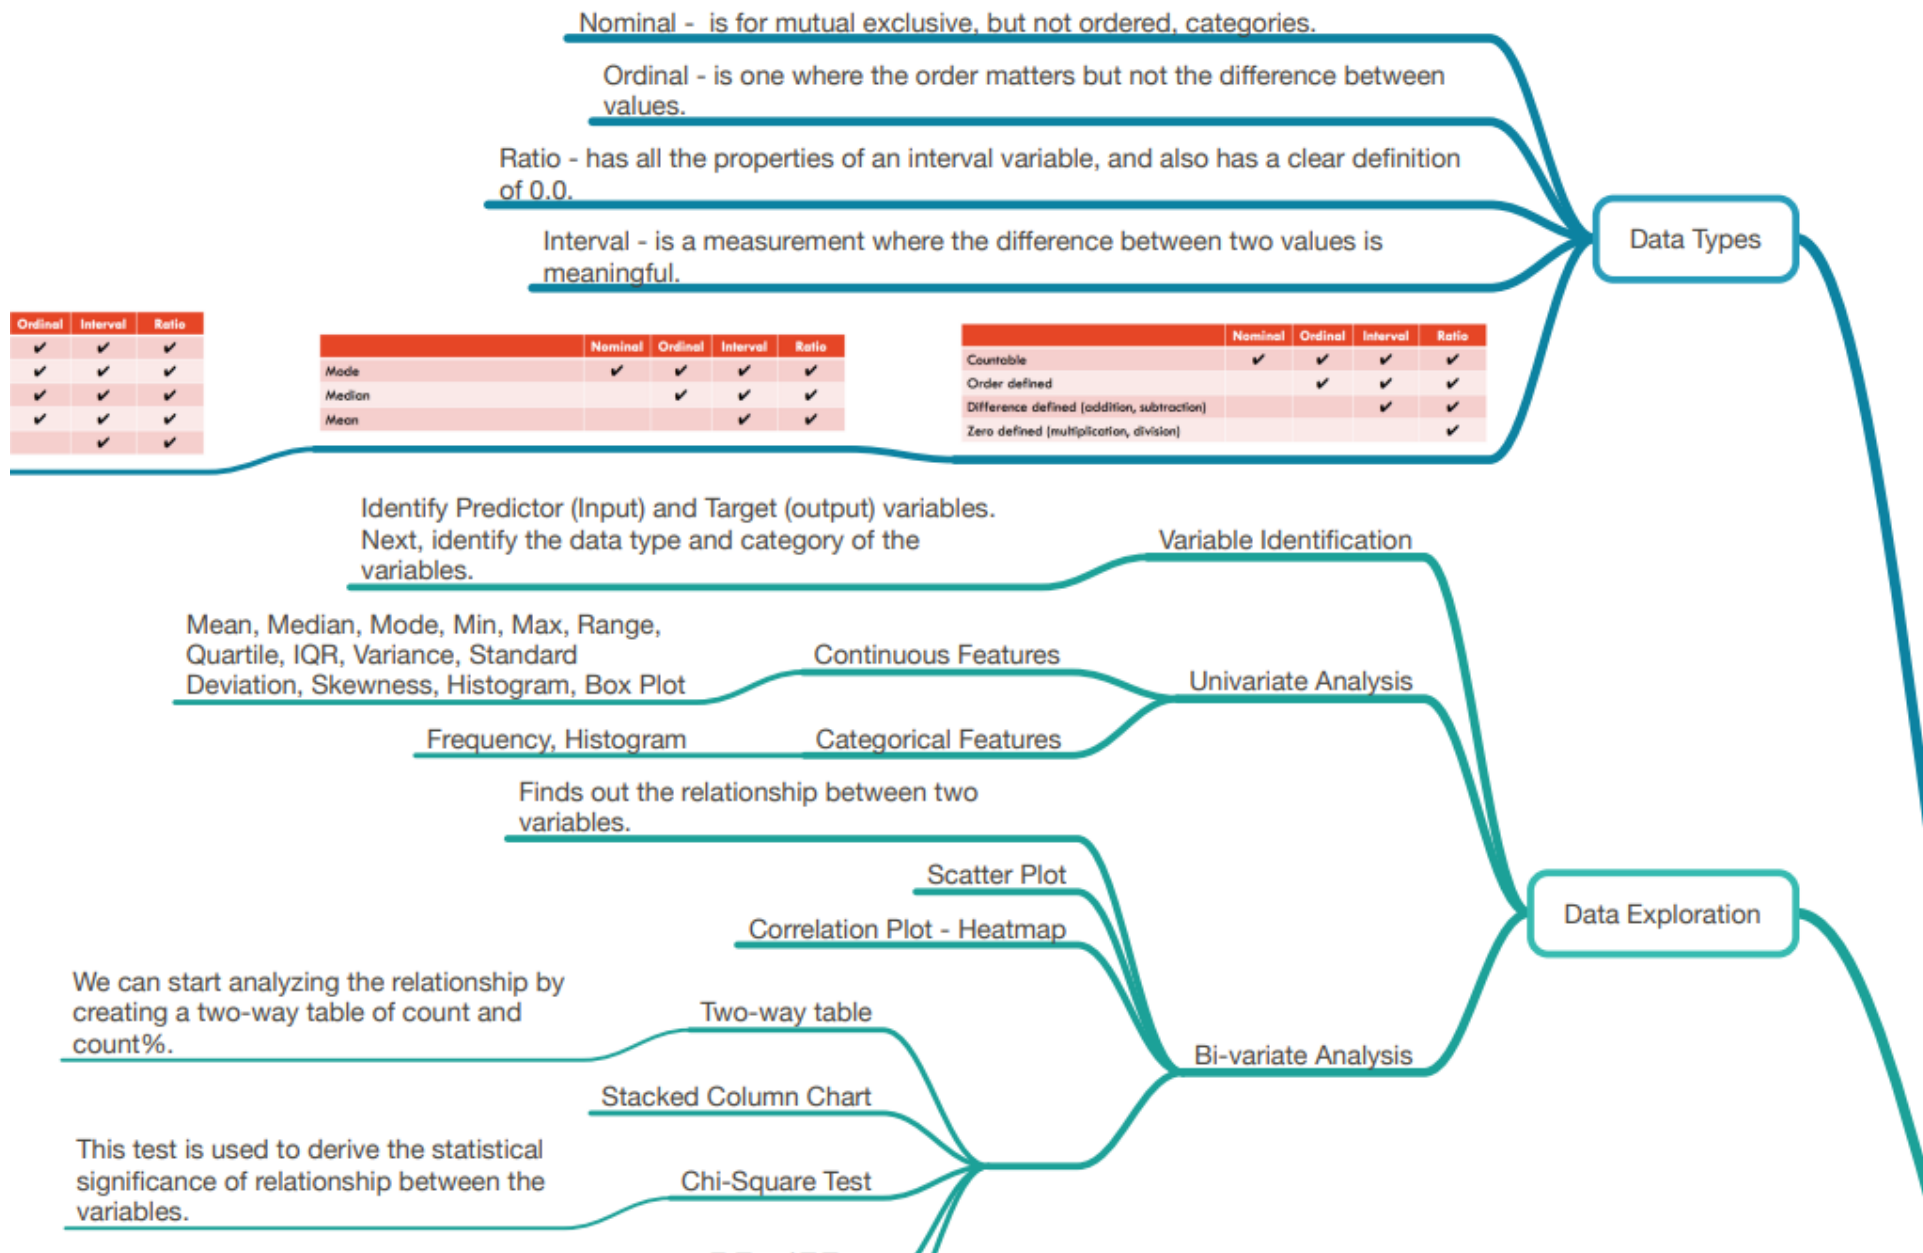 Nominal - is for mutual exclusive, but not ordered, categories.
Ordinal - is one where the order matters but not the difference between
values.
Ratio - has all the properties of an interval variable, and also has a clear definition
of 0.0.
Interval - is a measurement where the difference between two values is
meaningful.
Data Types
Ordinal Interval Ratio
✔ ✔ ✔
✔ ✔ ✔
✔ ✔ ✔
✔ ✔ ✔
✔ ✔
Nominal Ordinal Interval Ratio
Mode ✔ ✔ ✔ ✔
Median ✔ ✔ ✔
Mean ✔ ✔
Nominal Ordinal Interval Ratio
Countable ✔ ✔ ✔ ✔
Order defined ✔ ✔ ✔
Difference defined (addition, subtraction) ✔ ✔
Zero defined (multiplication, division) ✔
Identify Predictor (Input) and Target (output) variables.
Next, identify the data type and category of the
variables.
Variable Identification
Mean, Median, Mode, Min, Max, Range,
Quartile, IQR, Variance, Standard
Deviation, Skewness, Histogram, Box Plot
Continuous Features
Univariate Analysis
Frequency, Histogram
Categorical Features
Finds out the relationship between two
variables.
Scatter Plot
Correlation Plot - Heatmap
Data Exploration
We can start analyzing the relationship by
creating a two-way table of count and
count%.
Two-way table
Bi-variate Analysis
Stacked Column Chart
This test is used to derive the statistical
significance of relationship between the
variables.
Chi-Square Test